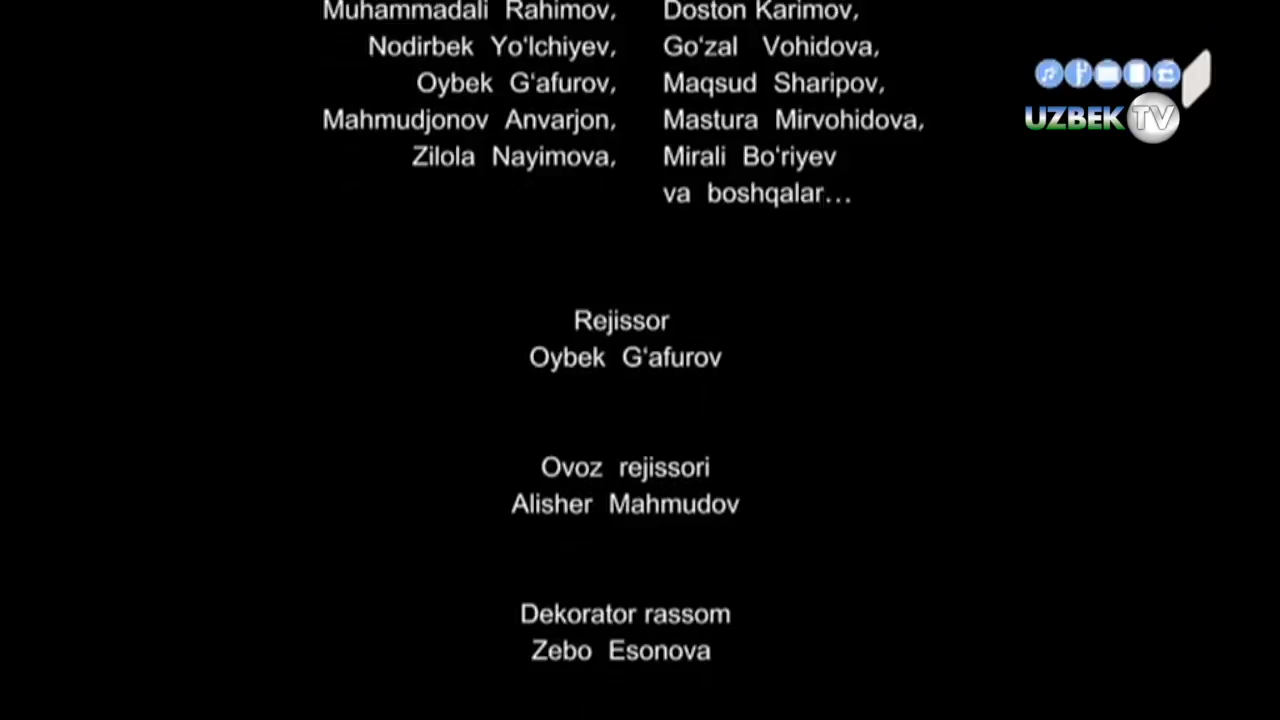 Muhammadali Rahimov, Doston Karimov,
Nodirbek Yo‘lchiyev, Go‘zal Vohidova,
Oybek G‘afurov, Maqsud Sharipov,
Mahmudjonov Anvarjon, Mastura Mirvohidova,
Zilola Nayimova, Mirali Bo‘riyev
va boshqalar...
Rejissor
Oybek G‘afurov
Ovoz rejissori
Alisher Mahmudov
Dekorator rassom
Zebo Esonova
UZBEK TV